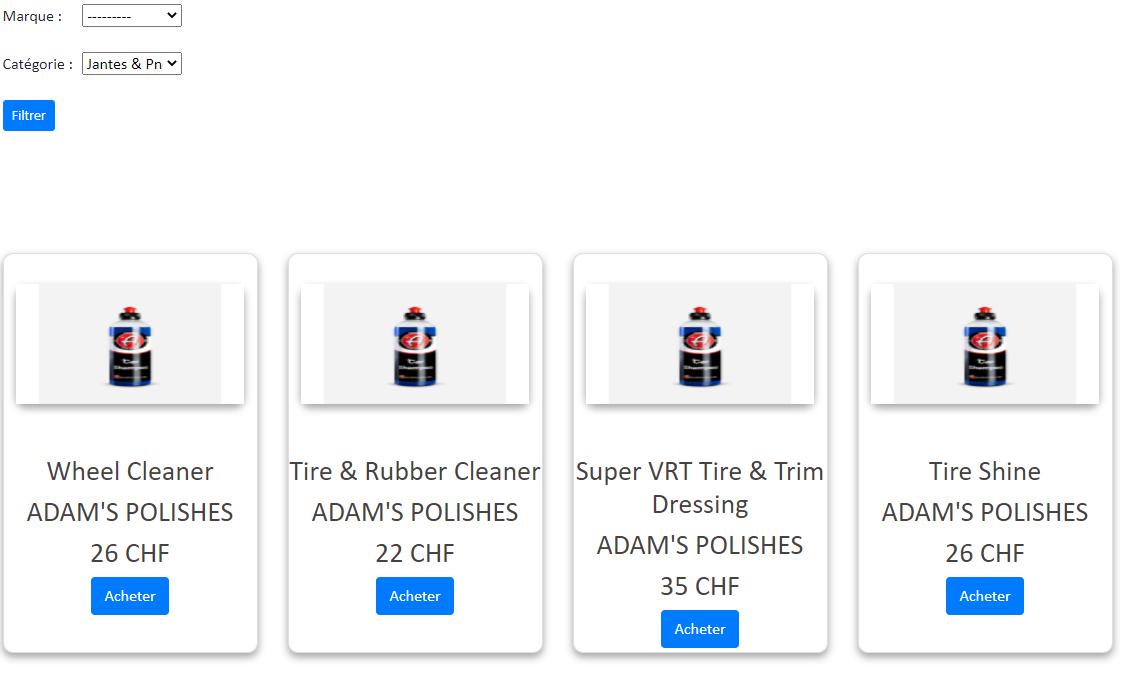 Marque : ---------
Catégorie : Jantes & Pn
Filtrer
Wheel Cleaner
ADAM'S POLISHES
26 CHF
Acheter
Tire & Rubber Cleaner
ADAM'S POLISHES
22 CHF
Acheter
Super VRT Tire & Trim
Dressing
ADAM'S POLISHES
35 CHF
Acheter
Tire Shine
ADAM'S POLISHES
26 CHF
Acheter